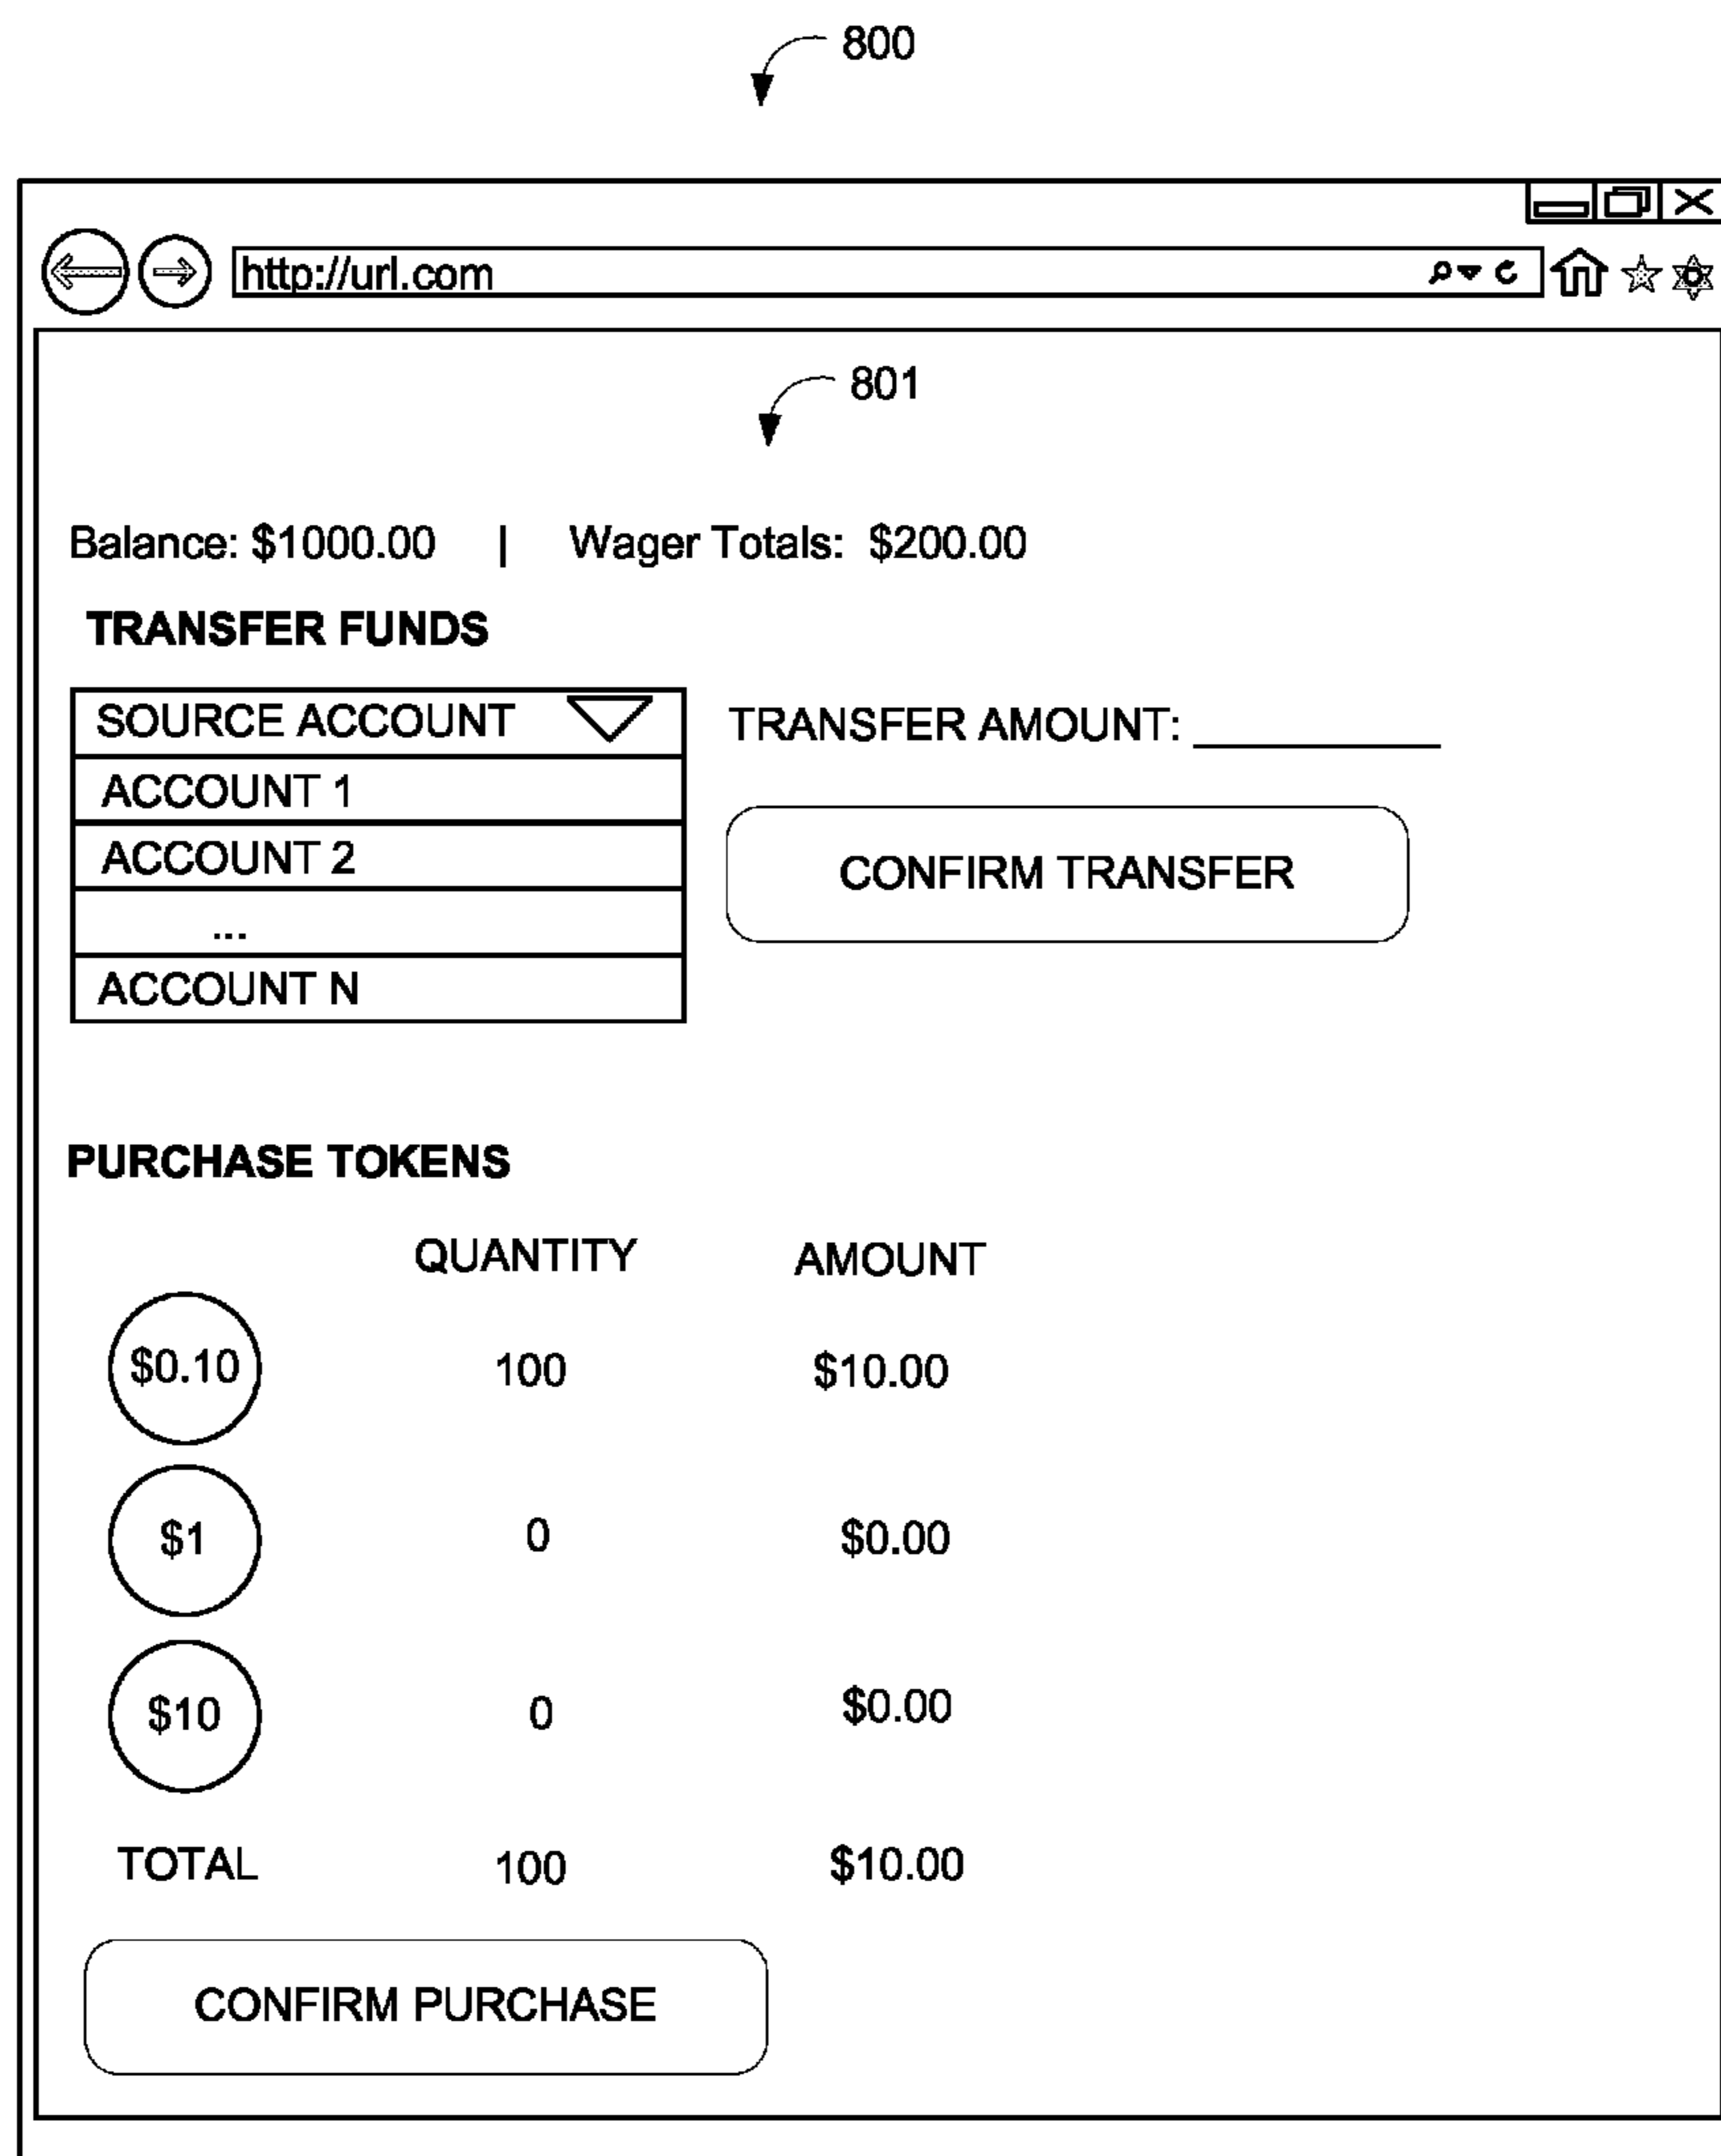 800
http://url.com
801
Balance: $1000.00 | Wager Totals: $200.00
TRANSFER FUNDS
SOURCE ACCOUNT TRANSFER AMOUNT: __________
ACCOUNT 1
ACCOUNT 2 CONFIRM TRANSFER
...
ACCOUNT N
PURCHASE TOKENS
QUANTITY AMOUNT
$0.10 100 $10.00
$1 0 $0.00
$10 0 $0.00
TOTAL 100 $10.00
CONFIRM PURCHASE